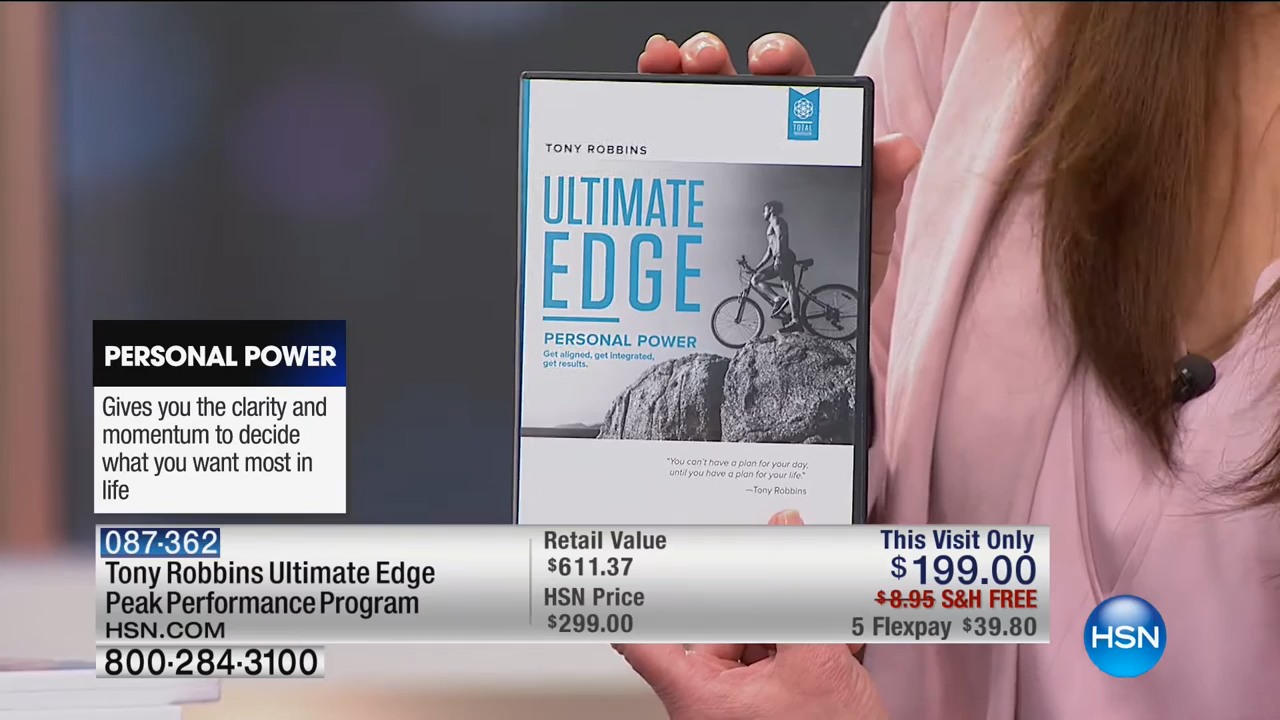 TOTAL
TONY ROBBINS
ULTIMATE
EDGE
PERSONAL POWER
Get aligned, get integrated,
get results.
"You can't have a plan for your day,
until you have a plan for your life."
—Tony Robbins
PERSONAL POWER
Gives you the clarity and
momentum to decide
what you want most in
life
087-362
Tony Robbins Ultimate Edge
Peak Performance Program
HSN.COM
800-284-3100
Retail Value
$611.37
HSN Price
$299.00
This Visit Only
$199.00
$8.95 S&H FREE
5 Flexpay $39.80
HSN